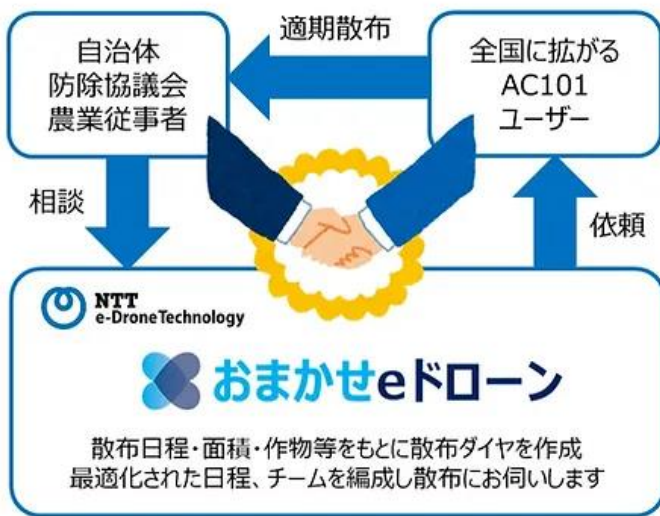 自治体
防除協議会
農業従事者
適期散布
全国に拡がる
AC101
ユーザー
相談
依頼
NTT
e-DroneTechnology
おまかせeドローン
散布日程・面積・作物等をもとに散布ダイヤを作成
最適化された日程、チームを編成し散布にお伺いします